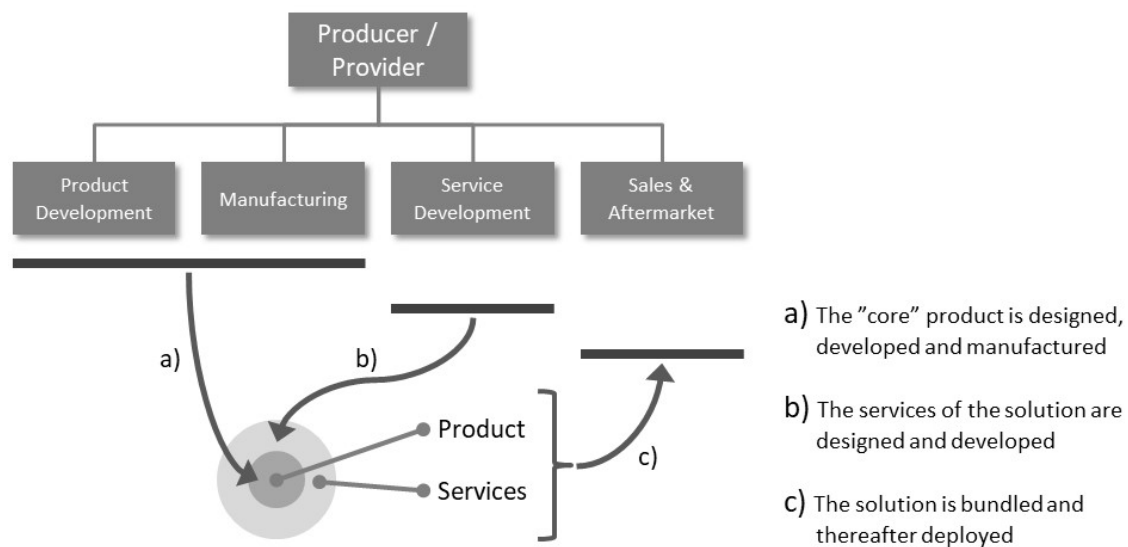 Producer /
Provider
Product
Development
Manufacturing
Service
Development
Sales &
Aftermarket
a)
b)
c)
Product
Services
a) The ”core” product is designed,
developed and manufactured
b) The services of the solution are
designed and developed
c) The solution is bundled and
thereafter deployed